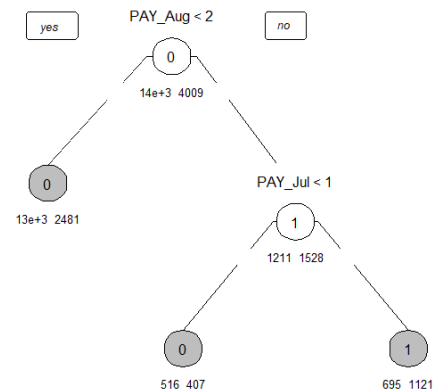 PAY_Aug < 2
yes
no
0
14e+3 4009
0
13e+3 2481
PAY_Jul < 1
1
1211 1528
0
516 407
1
695 1121